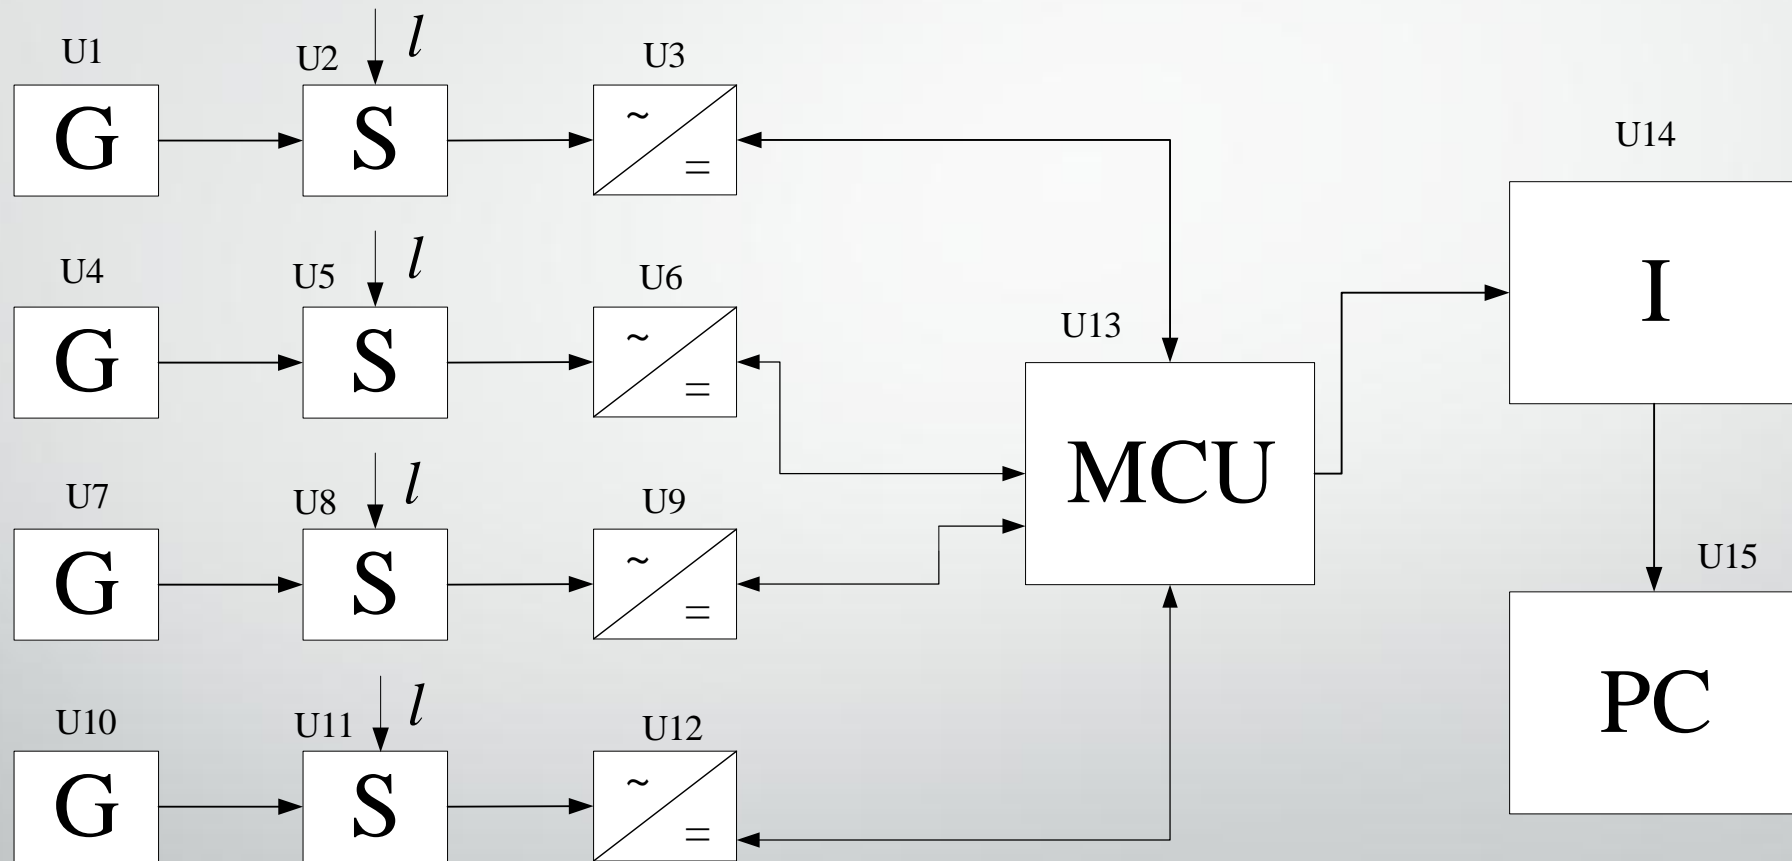 U1
U2
l
U3
G
S
~
=
U14
I
U4
U5
l
U6
G
S
~
=
U13
MCU
U7
U8
l
U9
G
S
~
=
U15
PC
U10
U11
l
U12
G
S
~
=